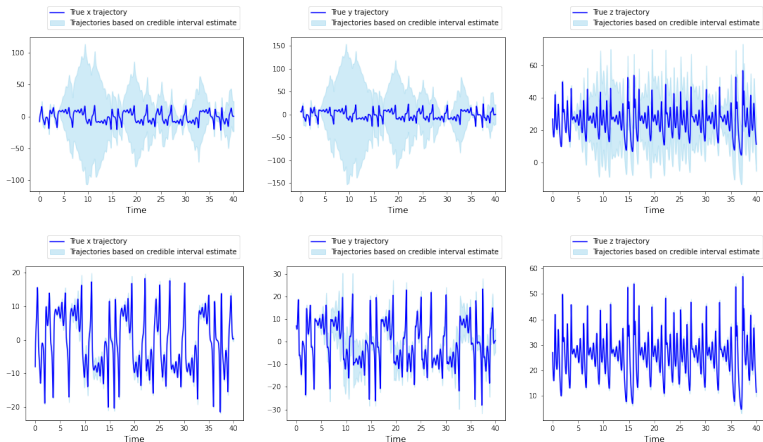 True x trajectory
Trajectories based on credible interval estimate
100
50
0
−50
−100
0 5 10 15 20 25 30 35 40
Time
True y trajectory
Trajectories based on credible interval estimate
150
100
50
0
−50
−100
−150
0 5 10 15 20 25 30 35 40
Time
True z trajectory
Trajectories based on credible interval estimate
60
40
20
0
0 5 10 15 20 25 30 35 40
Time
True x trajectory
Trajectories based on credible interval estimate
20
10
0
−10
−20
0 5 10 15 20 25 30 35 40
Time
True y trajectory
Trajectories based on credible interval estimate
30
20
10
0
−10
−20
−30
0 5 10 15 20 25 30 35 40
Time
True z trajectory
Trajectories based on credible interval estimate
60
50
40
30
20
10
0 5 10 15 20 25 30 35 40
Time